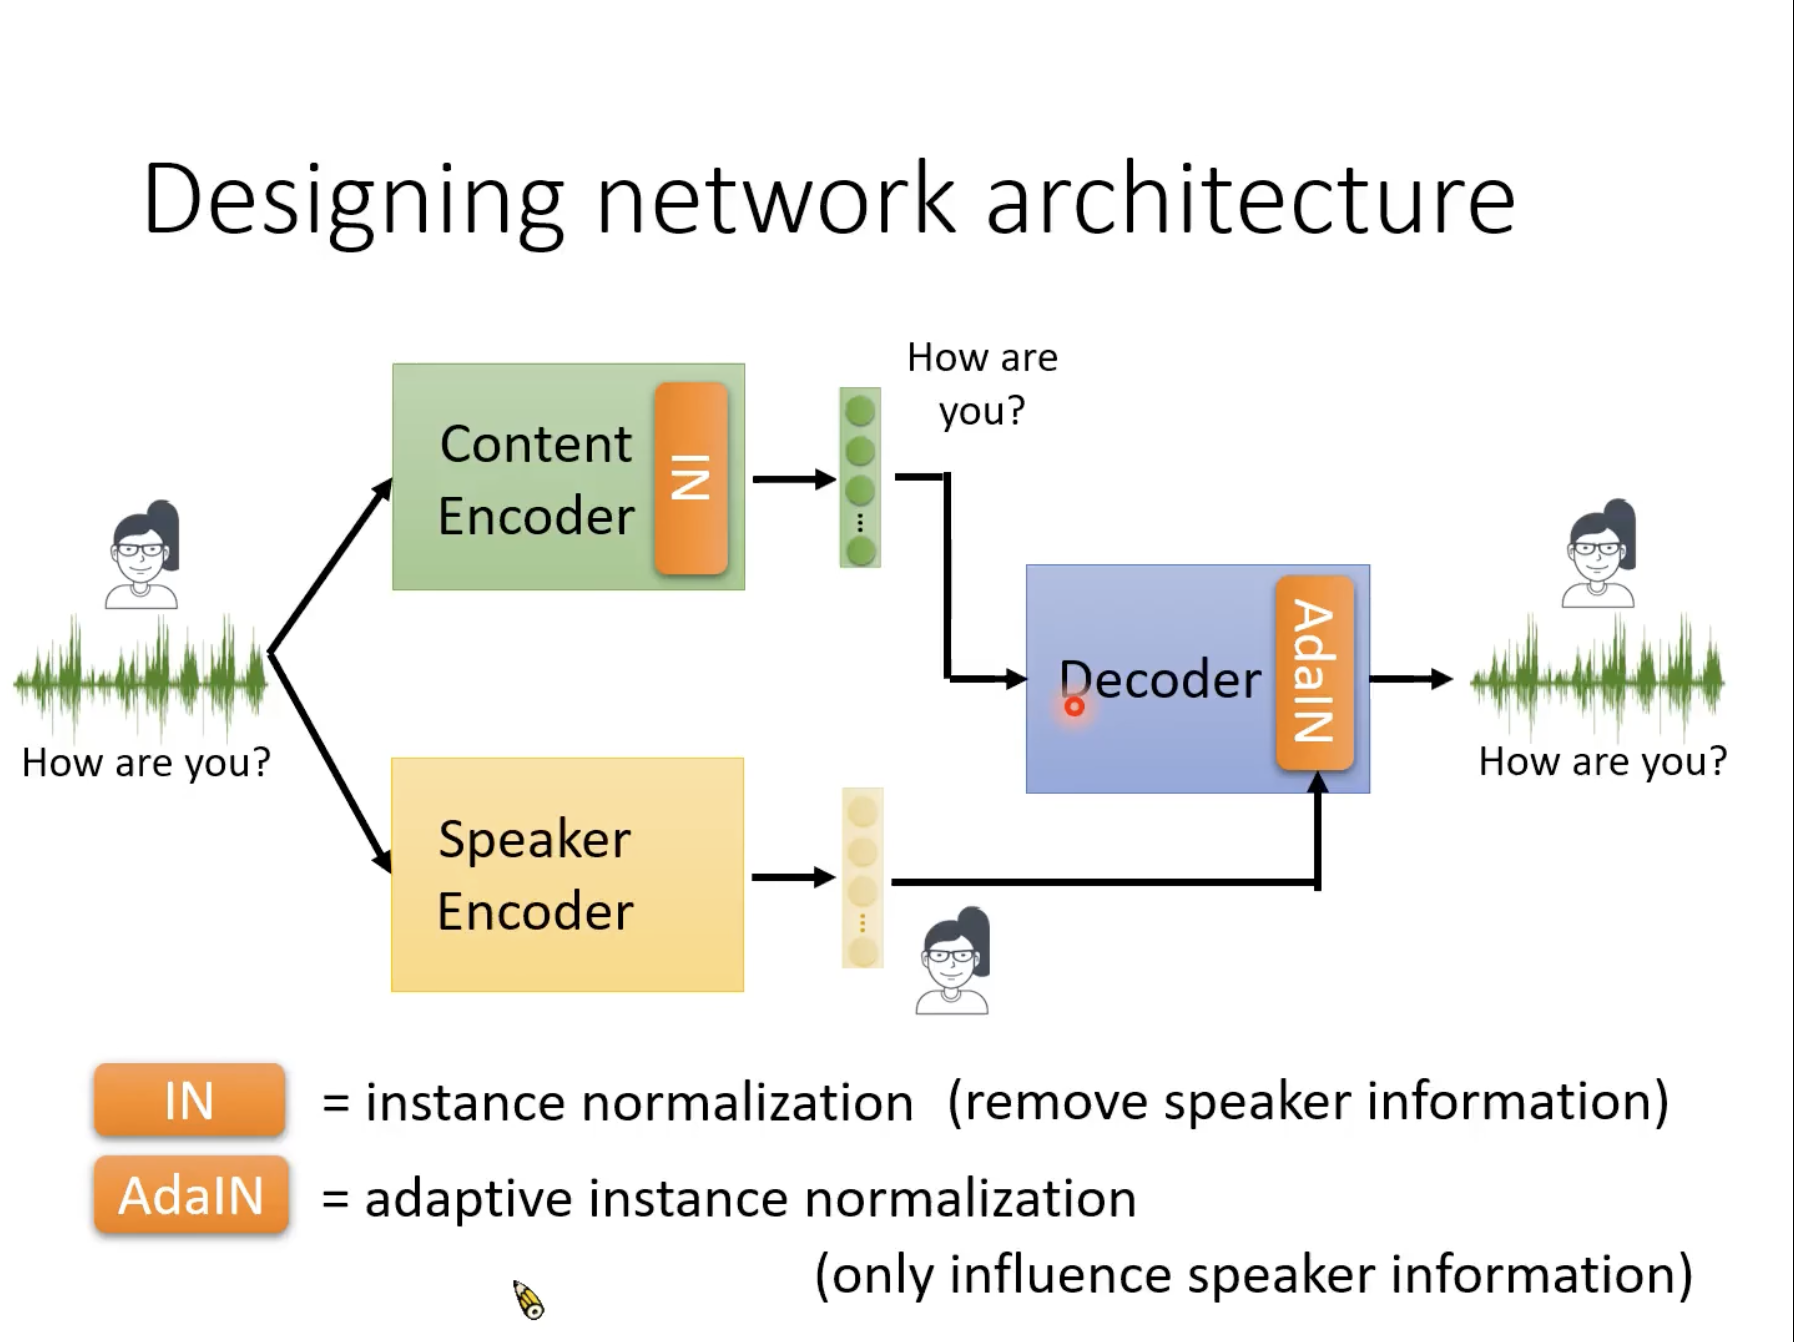 Designing network architecture
How are
you?
Content
Encoder
IN
How are you?
Decoder
AdaIN
How are you?
Speaker
Encoder
IN = instance normalization (remove speaker information)
AdaIN = adaptive instance normalization
(only influence speaker information)